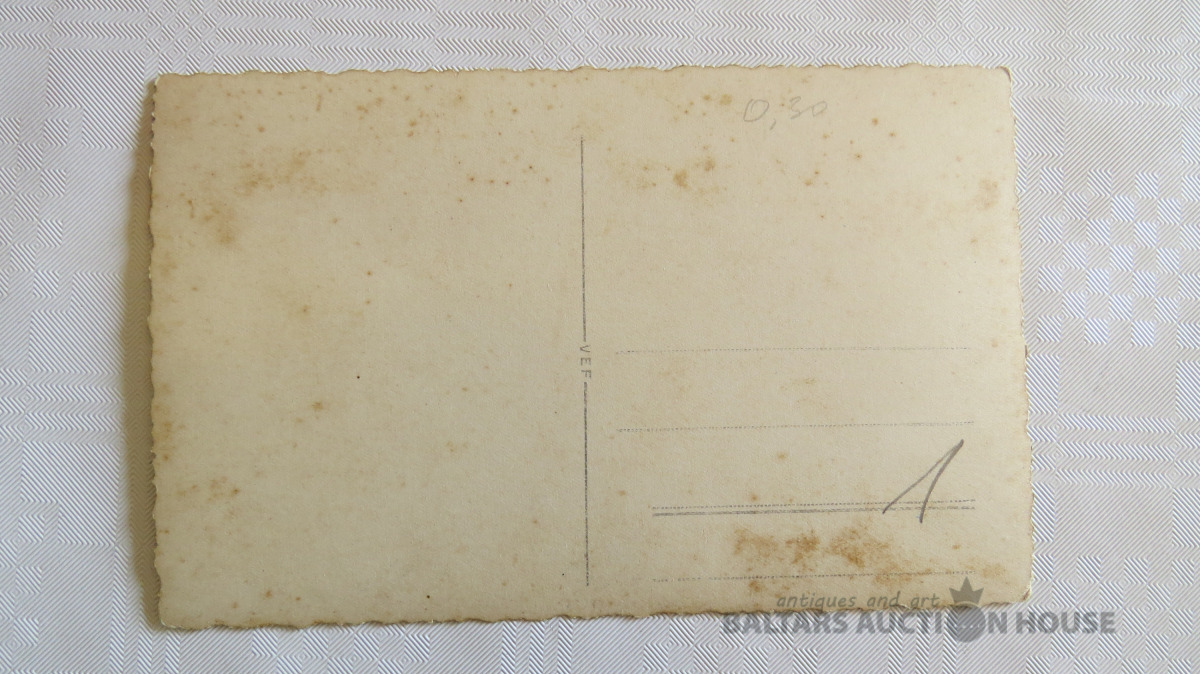 0,30
VEF
1
antiques and art
BALTARS AUCTION HOUSE